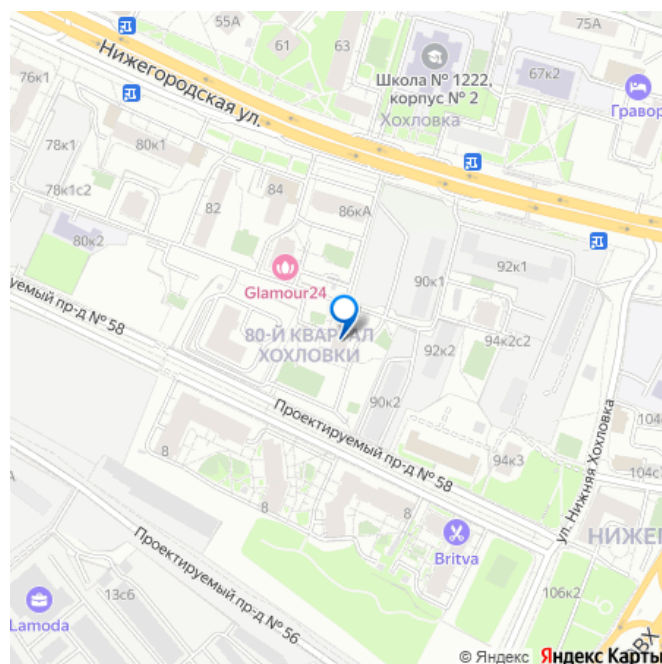 55А
61
63
75А
Школа № 1222,
корпус № 2
Хохловка
67к2
Гравор
76к1
Нижегородская ул.
78к1
80к1
78к1с2
82
84
86кА
80к2
92к1
90к1
Glamour24
уемый пр-д № 58
80-Й КВАРТАЛ
ХОХЛОВКИ
94к2с2
92к2
90к2
Проектируемый пр-д № 58
104
104с
94к3
8
8
8
ул. Нижняя Хохловка
НИЖЕГ
Britva
Проектируемый пр-д № 56
13с6
Lamoda
106к2
ЗВХ
© Яндекс Яндекс Карты